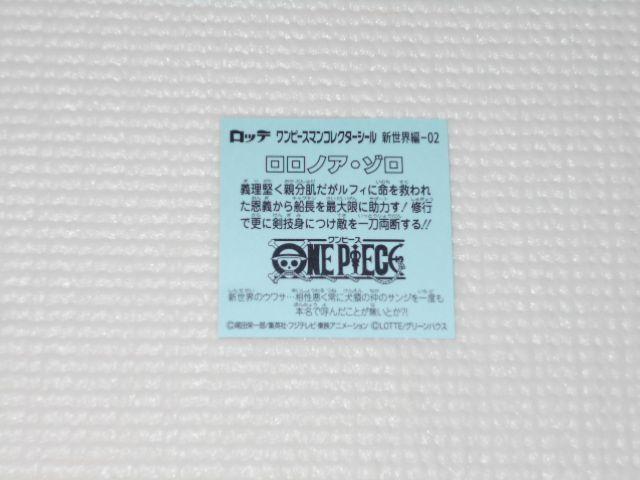 ロッテ ワンピースマンコレクターシール 新世界編-02
ロロノア・ゾロ
義理堅く親分肌だがルフィに命を救われ
た恩義から船長を最大限に助力す! 修行
で更に剣技身につけ敵を一刀両断する!!
ワンピース
ONE PIECE
新世界のウワサ…相性悪く常に犬猿の仲のサンジを一度も
本名で呼んだことが無いとか?!
©尾田栄一郎/集英社・フジテレビ・東映アニメーション ©LOTTE/グリーンハウス